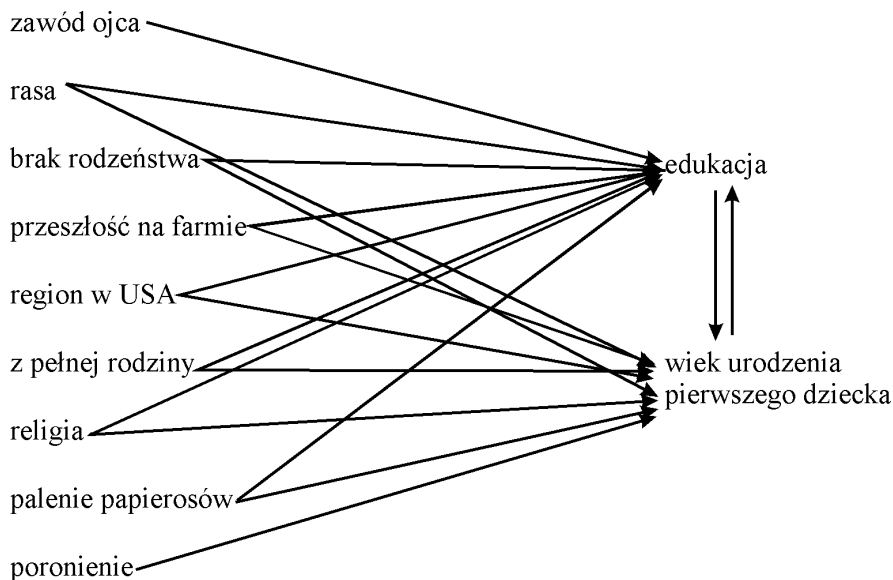 zawód ojca
rasa
brak rodzeństwa
edukacja
przeszłość na farmie
region w USA
z pełnej rodziny
wiek urodzenia
pierwszego dziecka
religia
palenie papierosów
poronienie